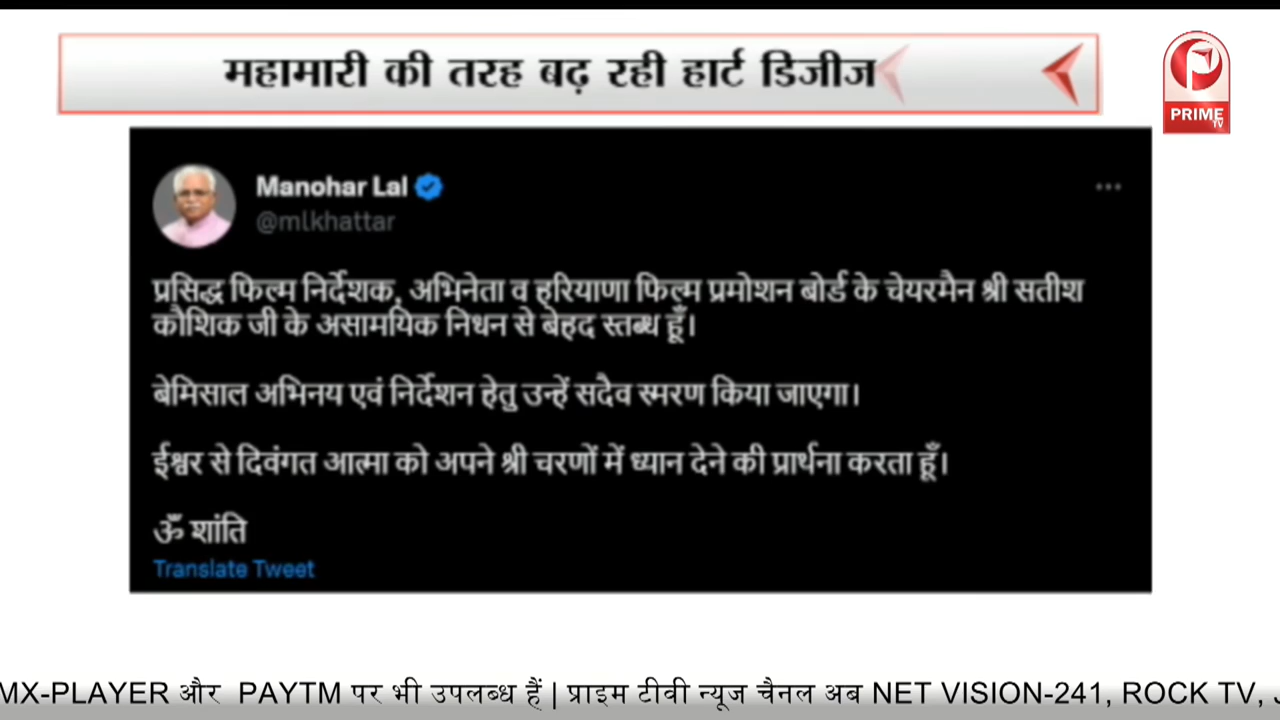 महामारी की तरह बढ़ रही हार्ट डिजीज
PRIME
TV
Manohar Lal
@mlkhattar
प्रसिद्ध फिल्म निर्देशक, अभिनेता व हरियाणा फिल्म प्रमोशन बोर्ड के चेयरमैन श्री सतीश
कौशिक जी के असामयिक निधन से बेहद स्तब्ध हूँ।
बेमिसाल अभिनय एवं निर्देशन हेतु उन्हें सदैव स्मरण किया जाएगा।
ईश्वर से दिवंगत आत्मा को अपने श्री चरणों में ध्यान देने की प्रार्थना करता हूँ।
ॐ शांति
Translate Tweet
MX-PLAYER और PAYTM पर भी उपलब्ध हैं | प्राइम टीवी न्यूज चैनल अब NET VISION-241, ROCK TV, J